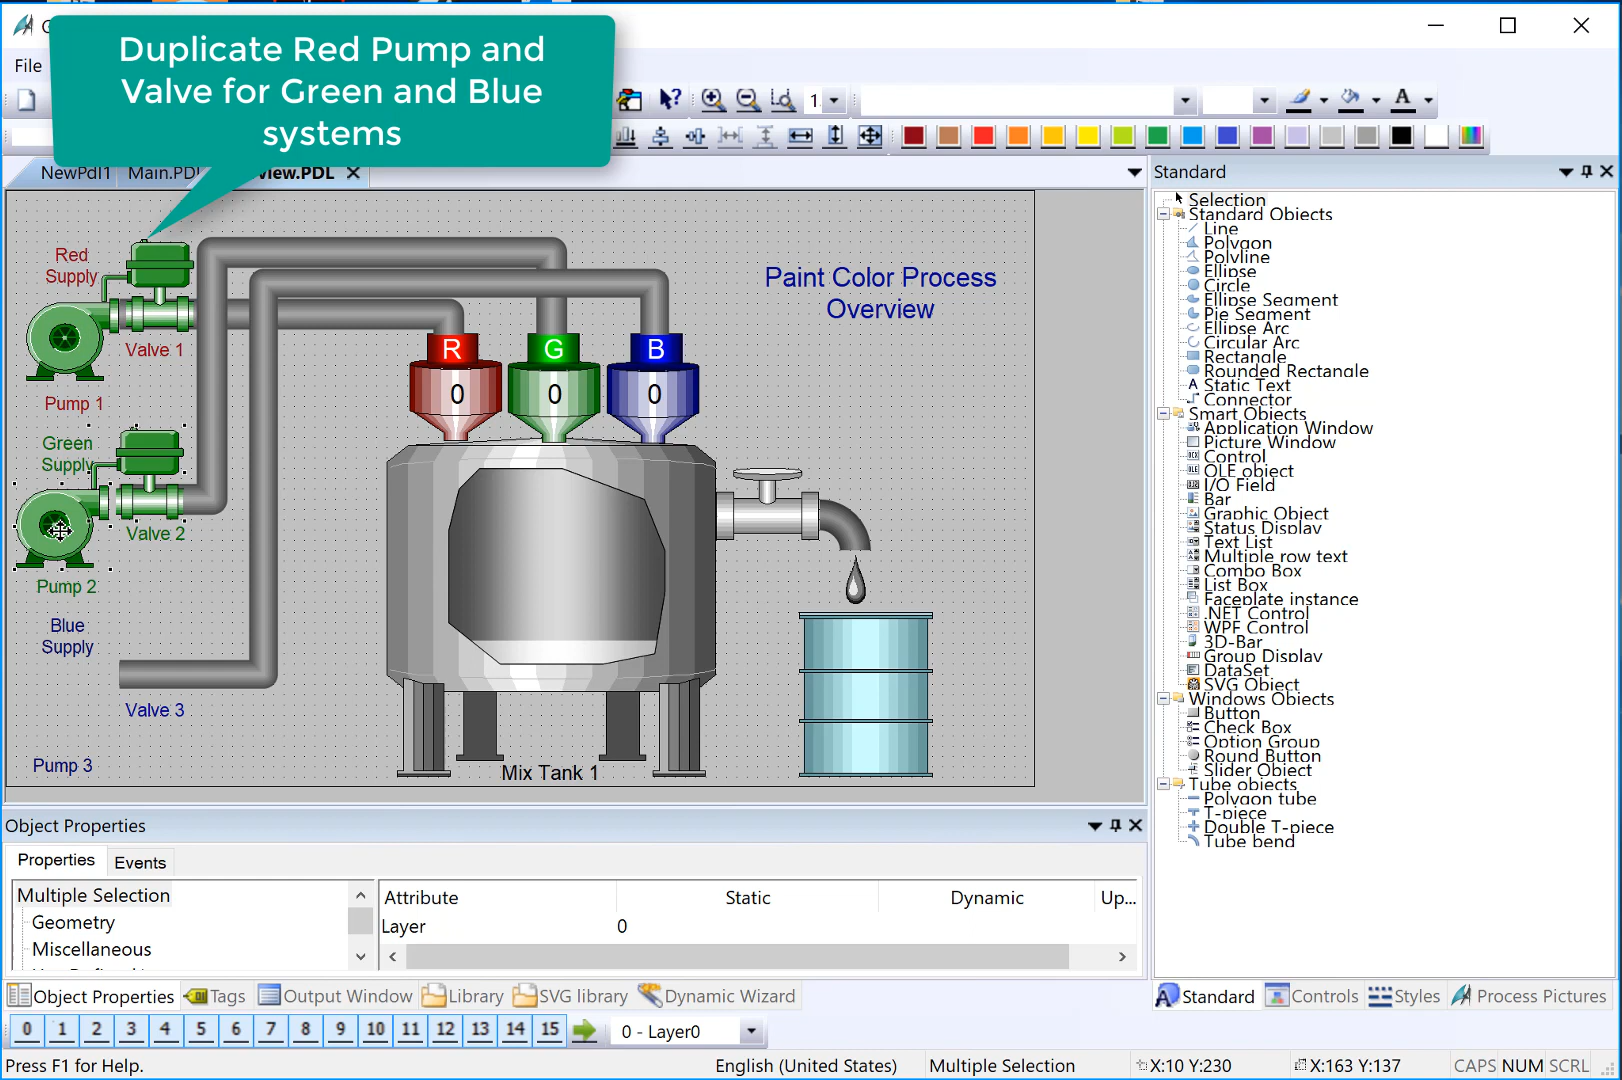 Duplicate Red Pump and
Valve for Green and Blue
systems
File
1
A
NewPdl1
Main.PDL
view.PDL
Red
Supply
Valve 1
Pump 1
Green
Supply
Valve 2
Pump 2
Blue
Supply
Valve 3
Pump 3
Paint Color Process
Overview
R
G
B
0
0
0
Mix Tank 1
Standard
Selection
Standard Objects
Line
Polygon
Polyline
Ellipse
Circle
Ellipse Segment
Pie Segment
Ellipse Arc
Circular Arc
Rectangle
Rounded Rectangle
Static Text
Connector
Smart Objects
Application Window
Picture Window
Control
OLE object
I/O Field
Bar
Graphic Object
Status Display
Text List
Multiple row text
Combo Box
List Box
Faceplate instance
.NET Control
WPF Control
3D-Bar
Group Display
DataSet
SVG Object
Windows Objects
Button
Check Box
Option Group
Round Button
Slider Object
Tube objects
Polygon tube
T-piece
Double T-piece
Tube bend
Object Properties
Properties Events
Multiple Selection
Geometry
Miscellaneous
Attribute Static Dynamic Up...
Layer 0
Object Properties Tags Output Window Library SVG library Dynamic Wizard
Standard Controls Styles Process Pictures
0 1 2 3 4 5 6 7 8 9 10 11 12 13 14 15 0 - Layer0
Press F1 for Help. English (United States) Multiple Selection X:10 Y:230 X:163 Y:137 CAPS NUM SCRL